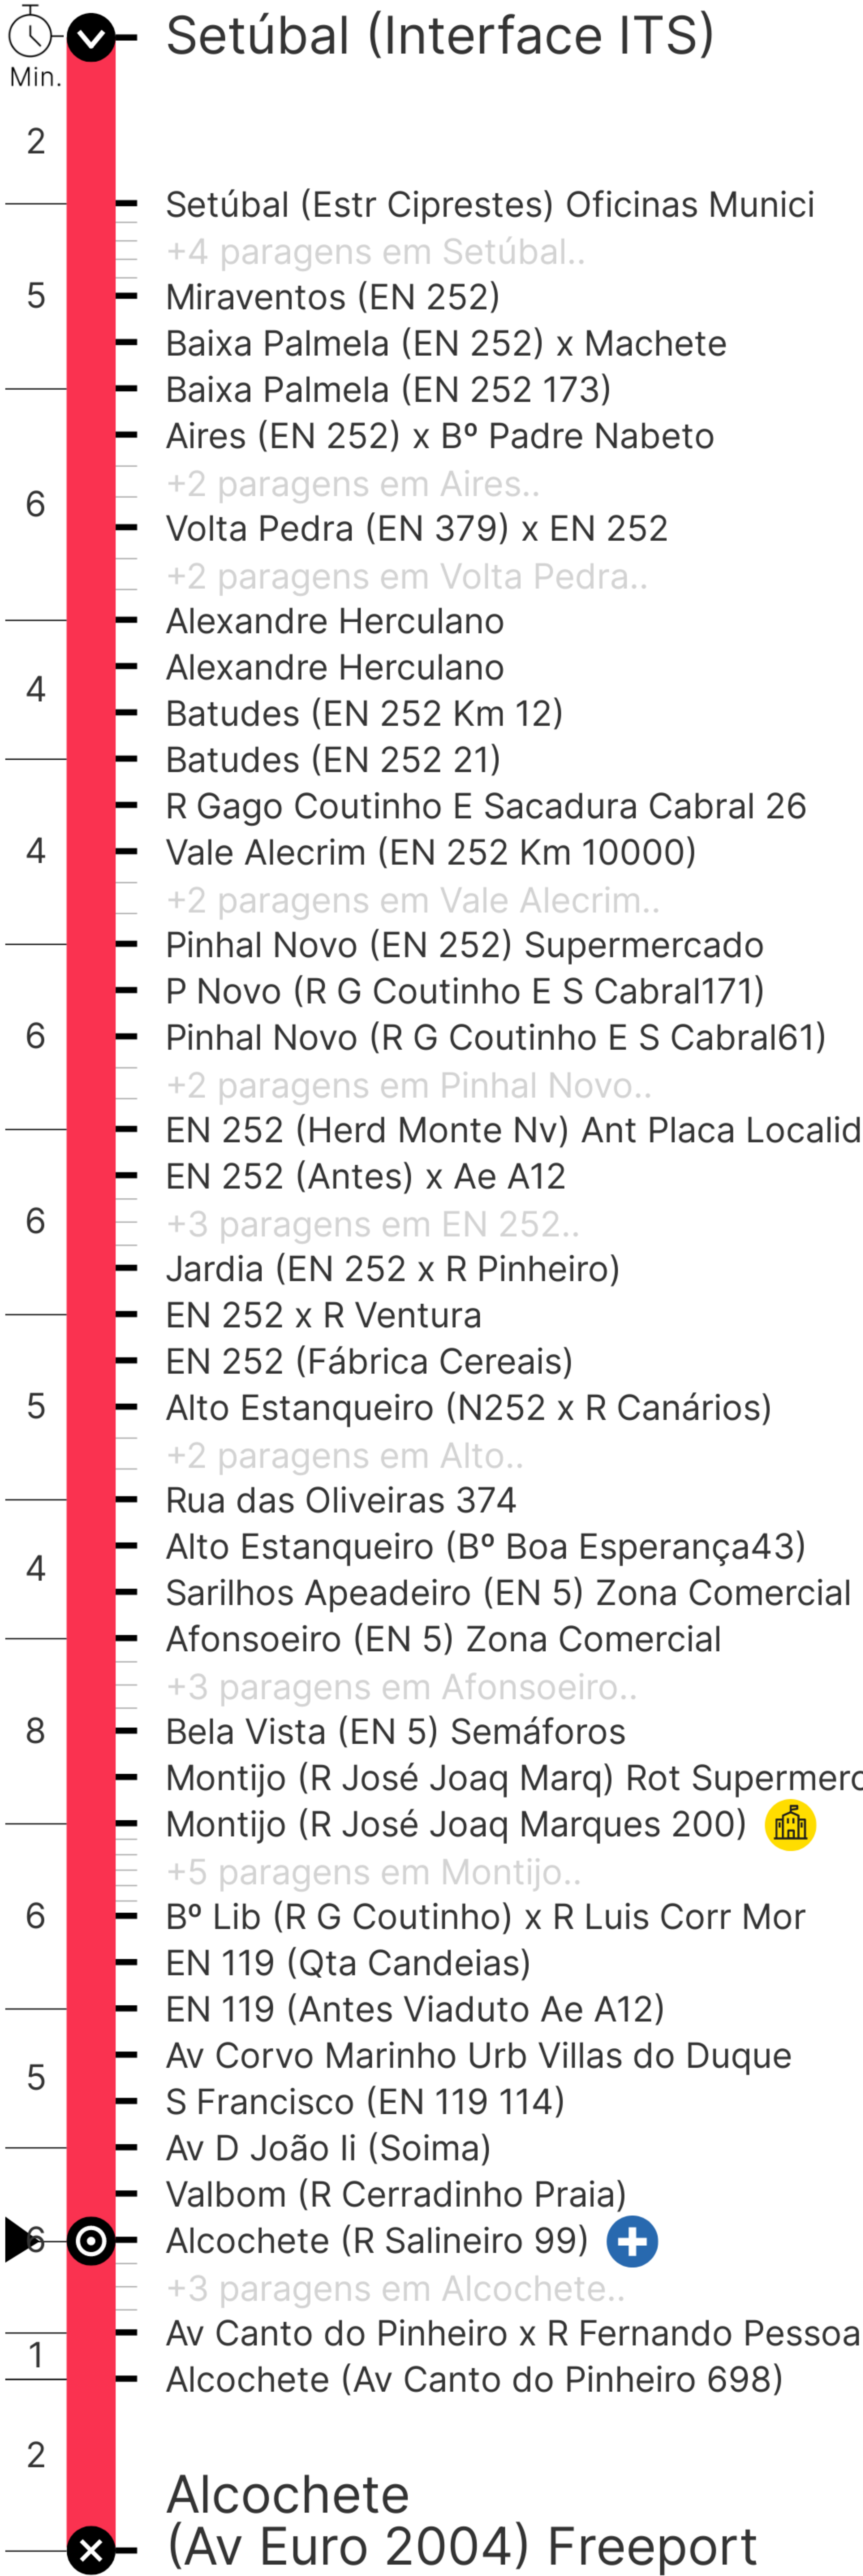 Setúbal (Interface ITS)
Min.
2
Setúbal (Estr Ciprestes) Oficinas Munici
+4 paragens em Setúbal..
5
Miraventos (EN 252)
Baixa Palmela (EN 252) x Machete
Baixa Palmela (EN 252 173)
Aires (EN 252) x Bº Padre Nabeto
+2 paragens em Aires..
6
Volta Pedra (EN 379) x EN 252
+2 paragens em Volta Pedra..
Alexandre Herculano
Alexandre Herculano
4
Batudes (EN 252 Km 12)
Batudes (EN 252 21)
R Gago Coutinho E Sacadura Cabral 26
4
Vale Alecrim (EN 252 Km 10000)
+2 paragens em Vale Alecrim..
Pinhal Novo (EN 252) Supermercado
P Novo (R G Coutinho E S Cabral171)
6
Pinhal Novo (R G Coutinho E S Cabral61)
+2 paragens em Pinhal Novo..
EN 252 (Herd Monte Nv) Ant Placa Localid
EN 252 (Antes) x Ae A12
6
+3 paragens em EN 252..
Jardia (EN 252 x R Pinheiro)
EN 252 x R Ventura
EN 252 (Fábrica Cereais)
5
Alto Estanqueiro (N252 x R Canários)
+2 paragens em Alto..
Rua das Oliveiras 374
Alto Estanqueiro (Bº Boa Esperança43)
4
Sarilhos Apeadeiro (EN 5) Zona Comercial
Afonsoeiro (EN 5) Zona Comercial
+3 paragens em Afonsoeiro..
8
Bela Vista (EN 5) Semáforos
Montijo (R José Joaq Marq) Rot Supermerc
Montijo (R José Joaq Marques 200)
+5 paragens em Montijo..
6
Bº Lib (R G Coutinho) x R Luis Corr Mor
EN 119 (Qta Candeias)
EN 119 (Antes Viaduto Ae A12)
Av Corvo Marinho Urb Villas do Duque
5
S Francisco (EN 119 114)
Av D João Ii (Soima)
Valbom (R Cerradinho Praia)
6
Alcochete (R Salineiro 99)
+3 paragens em Alcochete..
Av Canto do Pinheiro x R Fernando Pessoa
1
Alcochete (Av Canto do Pinheiro 698)
2
Alcochete
(Av Euro 2004) Freeport